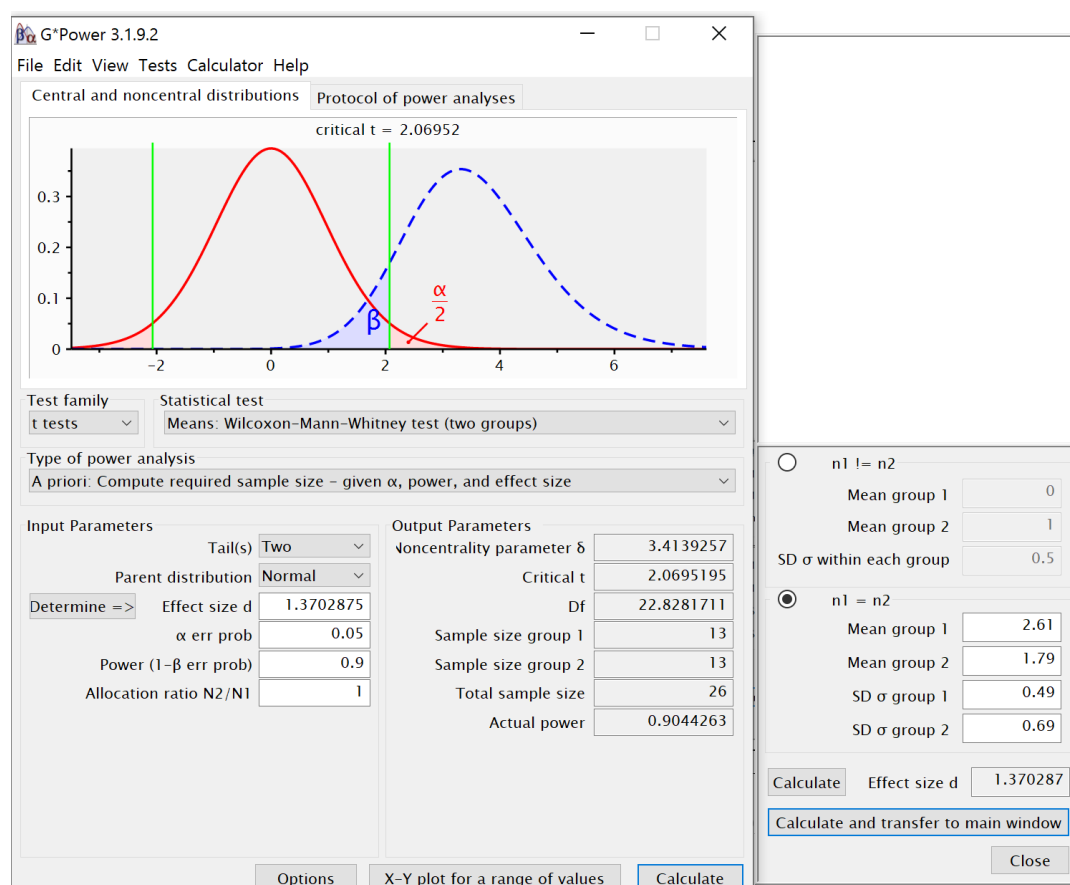 G*Power 3.1.9.2
File Edit View Tests Calculator Help
Central and noncentral distributions
Protocol of power analyses
critical t = 2.06952
0.3
0.2
0.1
0
-2
0
2
4
6
β
α
2
Test family
Statistical test
t tests
Means: Wilcoxon-Mann-Whitney test (two groups)
Type of power analysis
A priori: Compute required sample size - given α, power, and effect size
Input Parameters
Tail(s) Two
Parent distribution Normal
Determine => Effect size d 1.3702875
α err prob 0.05
Power (1-β err prob) 0.9
Allocation ratio N2/N1 1
Output Parameters
Noncentrality parameter δ 3.4139257
Critical t 2.0695195
Df 22.8281711
Sample size group 1 13
Sample size group 2 13
Total sample size 26
Actual power 0.9044263
Options
X-Y plot for a range of values
Calculate
n1 != n2
Mean group 1 0
Mean group 2 1
SD σ within each group 0.5
n1 = n2
Mean group 1 2.61
Mean group 2 1.79
SD σ group 1 0.49
SD σ group 2 0.69
Calculate Effect size d 1.370287
Calculate and transfer to main window
Close